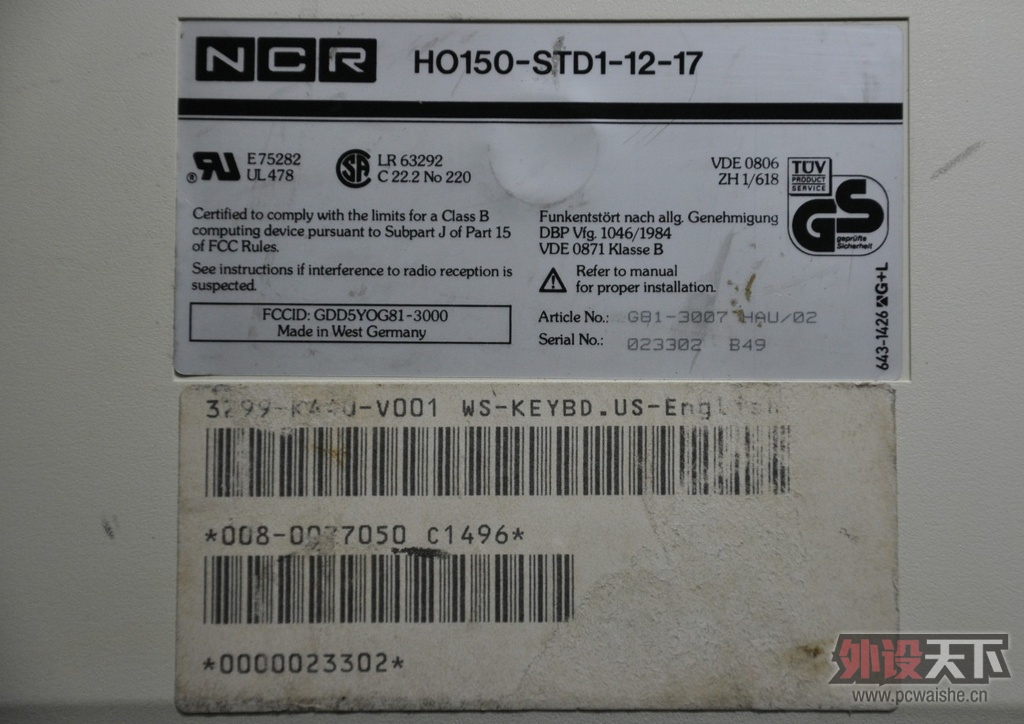 NCR HO150-STD1-12-17
E75282
UL478
LR 63292
C 22.2 No 220
VDE 0806
ZH 1/618
TÜV
PRODUCT
SERVICE
GS
geprüfte
Sicherheit
Certified to comply with the limits for a Class B
computing device pursuant to Subpart J of Part 15
of FCC Rules.
See instructions if interference to radio reception is
suspected.
FCCID: GDD5YOG81-3000
Made in West Germany
Funkentstört nach allg. Genehmigung
DBP Vfg. 1046/1984
VDE 0871 Klasse B
Refer to manual
for proper installation.
Article No.: G81-3007 HAU/02
Serial No.: 023302 B49
643-1426 G+L
WS-KEYBD.US-English
*008-0077050 C1496*
*0000023302*
外设天下
www.pcwaishe.cn